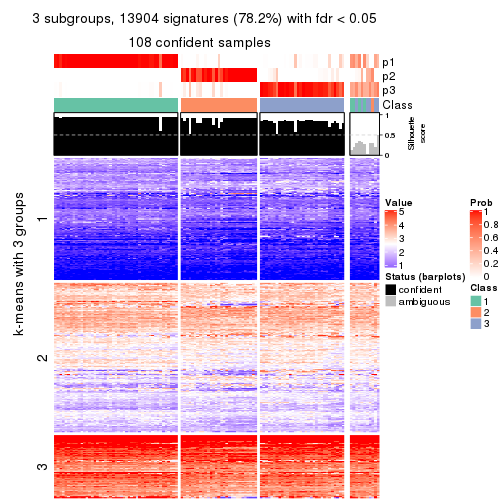 3 subgroups, 13904 signatures (78.2%) with fdr < 0.05
108 confident samples
p1
p2
p3
Class
1
0.5
0
Silhouette
score
k-means with 3 groups
1
2
3
Value
5
4
3
2
1
Status (barplots)
confident
ambiguous
Prob
1
0.8
0.6
0.4
0.2
0
Class
1
2
3